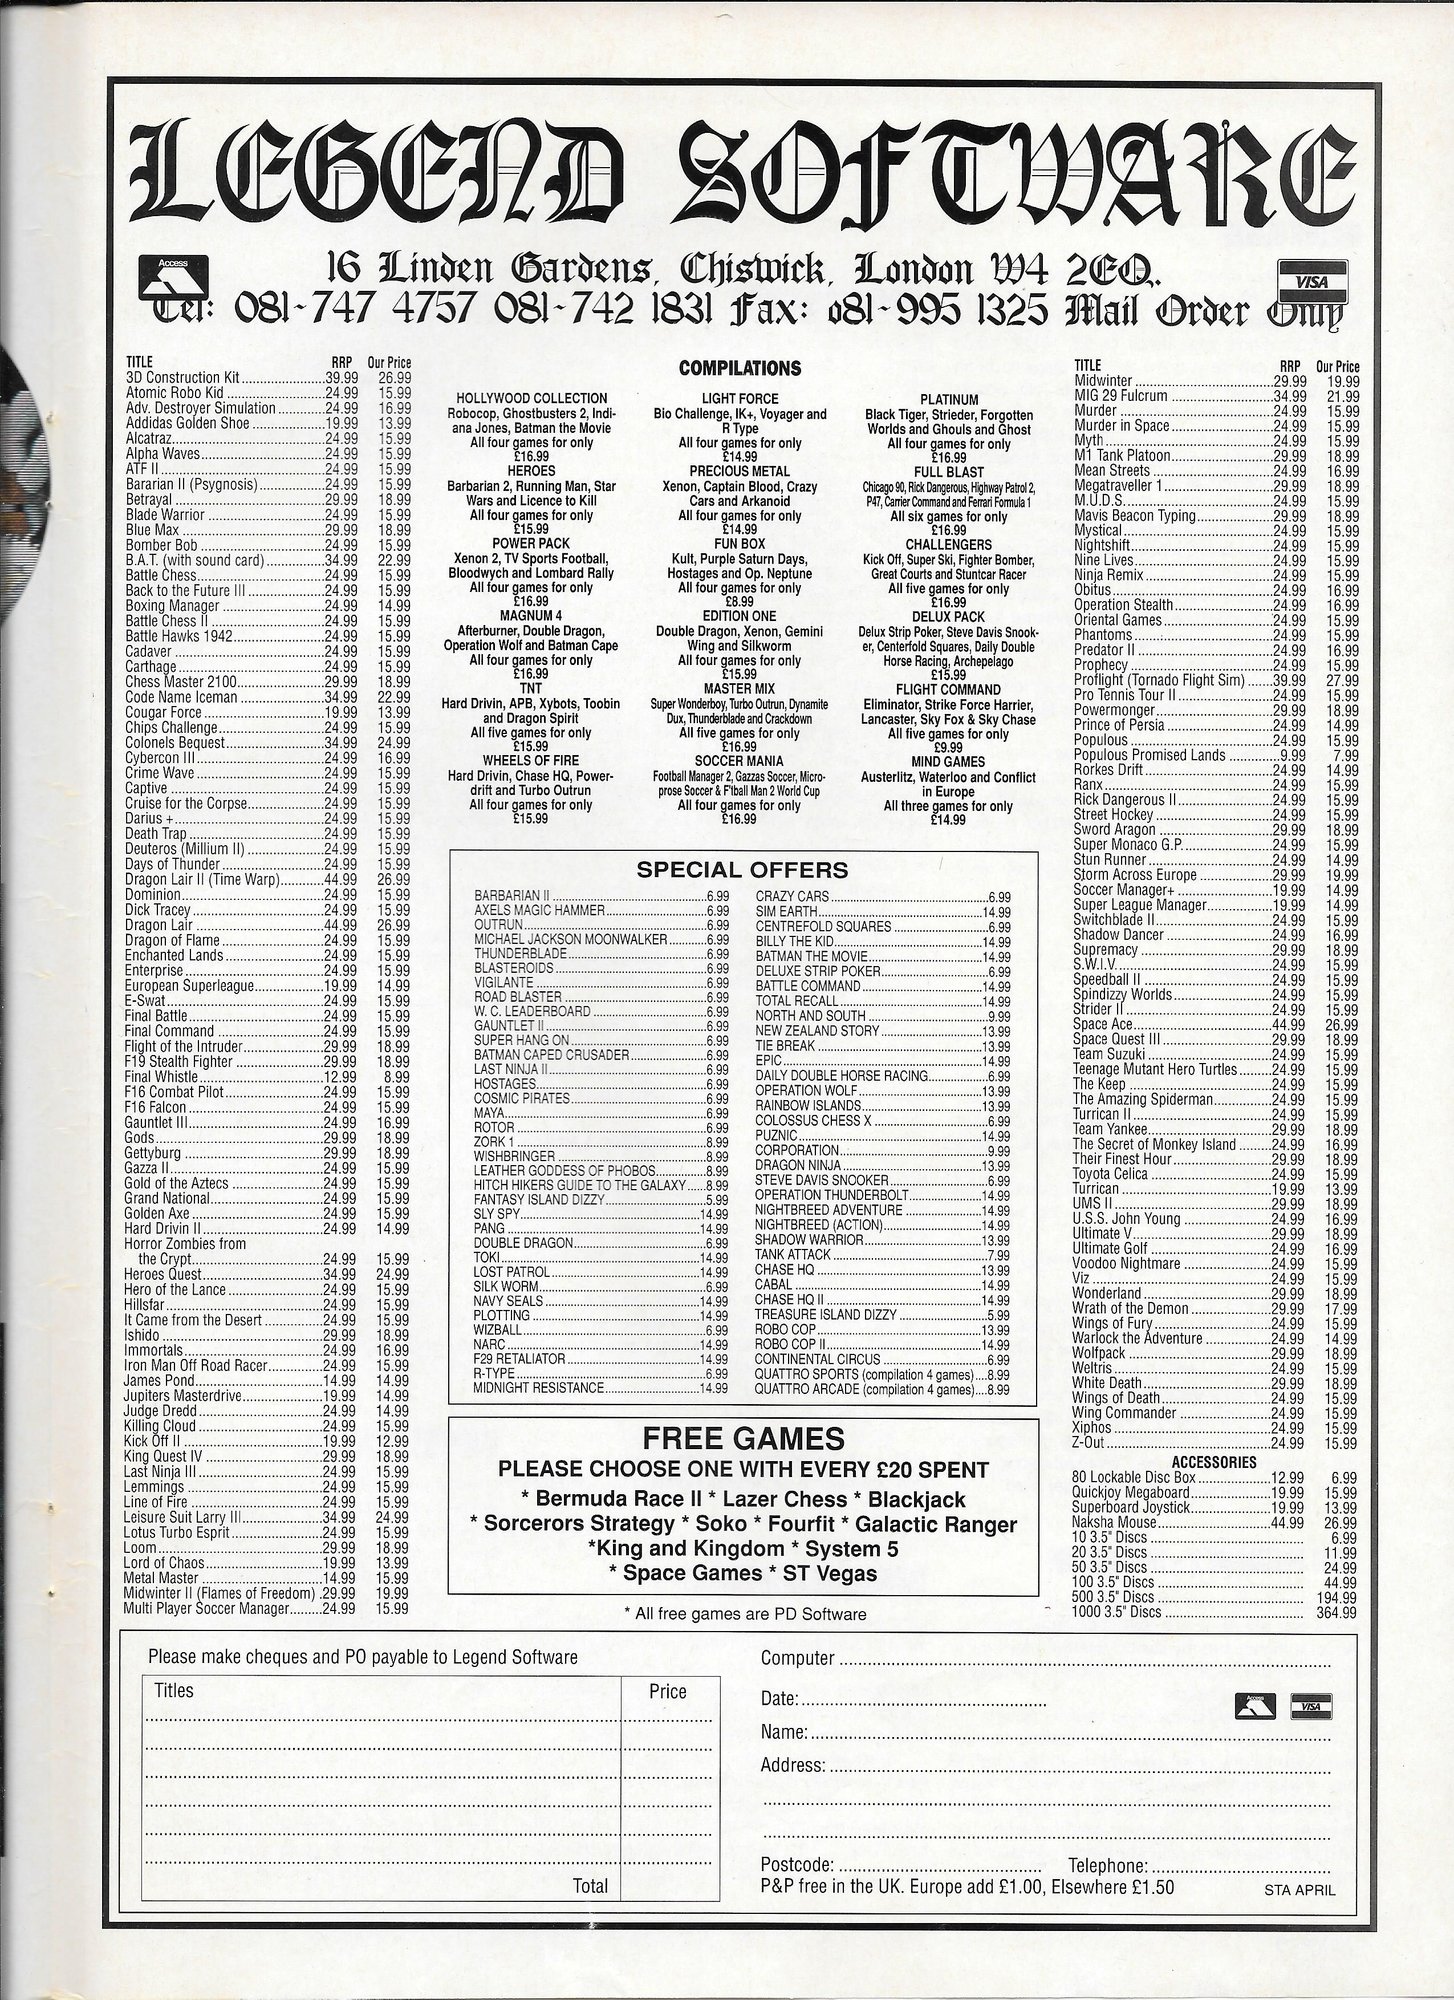 LEGEND SOFTWARE
Access
16 Linden Gardens, Chiswick, London W4 2EQ.
VISA
Tel: 081-747 4757 081-742 1831 Fax: 081-995 1325 Mail Order Only
TITLE RRP Our Price
3D Construction Kit 39.99 26.99
Atomic Robo Kid 24.99 15.99
Adv. Destroyer Simulation 24.99 16.99
Addidas Golden Shoe 19.99 13.99
Alcatraz 24.99 15.99
Alpha Waves 24.99 15.99
ATF II 24.99 15.99
Bararian II (Psygnosis) 24.99 15.99
Betrayal 29.99 18.99
Blade Warrior 24.99 15.99
Blue Max 29.99 18.99
Bomber Bob 24.99 15.99
B.A.T. (with sound card) 34.99 22.99
Battle Chess 24.99 15.99
Back to the Future III 24.99 15.99
Boxing Manager 24.99 14.99
Battle Chess II 24.99 15.99
Battle Hawks 1942 24.99 15.99
Cadaver 24.99 15.99
Carthage 24.99 15.99
Chess Master 2100 29.99 18.99
Code Name Iceman 34.99 22.99
Cougar Force 19.99 13.99
Chips Challenge 24.99 15.99
Colonels Bequest 34.99 24.99
Cybercon III 24.99 16.99
Crime Wave 24.99 15.99
Captive 24.99 15.99
Cruise for the Corpse 24.99 15.99
Darius + 24.99 15.99
Death Trap 24.99 15.99
Deuteros (Millium II) 24.99 15.99
Days of Thunder 24.99 15.99
Dragon Lair II (Time Warp) 44.99 26.99
Dominion 24.99 15.99
Dick Tracey 24.99 15.99
Dragon Lair 44.99 26.99
Dragon of Flame 24.99 15.99
Enchanted Lands 24.99 15.99
Enterprise 24.99 15.99
European Superleague 19.99 14.99
E-Swat 24.99 15.99
Final Battle 24.99 15.99
Final Command 24.99 15.99
Flight of the Intruder 29.99 18.99
F19 Stealth Fighter 29.99 18.99
Final Whistle 12.99 8.99
F16 Combat Pilot 24.99 15.99
F16 Falcon 24.99 15.99
Gauntlet III 24.99 16.99
Gods 29.99 18.99
Gettyburg 29.99 18.99
Gazza II 24.99 15.99
Gold of the Aztecs 24.99 15.99
Grand National 24.99 15.99
Golden Axe 24.99 15.99
Hard Drivin II 24.99 14.99
Horror Zombies from
the Crypt 24.99 15.99
Heroes Quest 34.99 24.99
Hero of the Lance 24.99 15.99
Hillsfar 24.99 15.99
It Came from the Desert 24.99 15.99
Ishido 29.99 18.99
Immortals 24.99 16.99
Iron Man Off Road Racer 24.99 15.99
James Pond 14.99 14.99
Jupiters Masterdrive 19.99 14.99
Judge Dredd 24.99 14.99
Killing Cloud 24.99 15.99
Kick Off II 19.99 12.99
King Quest IV 29.99 18.99
Last Ninja III 24.99 15.99
Lemmings 24.99 15.99
Line of Fire 24.99 15.99
Leisure Suit Larry III 34.99 24.99
Lotus Turbo Esprit 24.99 15.99
Loom 29.99 18.99
Lord of Chaos 19.99 13.99
Metal Master 14.99 15.99
Midwinter II (Flames of Freedom) 29.99 19.99
Multi Player Soccer Manager 24.99 15.99
COMPILATIONS
HOLLYWOOD COLLECTION
Robocop, Ghostbusters 2, Indi-
ana Jones, Batman the Movie
All four games for only
£16.99
HEROES
Barbarian 2, Running Man, Star
Wars and Licence to Kill
All four games for only
£15.99
POWER PACK
Xenon 2, TV Sports Football,
Bloodwych and Lombard Rally
All four games for only
£16.99
MAGNUM 4
Afterburner, Double Dragon,
Operation Wolf and Batman Cape
All four games for only
£16.99
TNT
Hard Drivin, APB, Xybots, Toobin
and Dragon Spirit
All five games for only
£15.99
WHEELS OF FIRE
Hard Drivin, Chase HQ, Power-
drift and Turbo Outrun
All four games for only
£15.99
LIGHT FORCE
Bio Challenge, IK+, Voyager and
R Type
All four games for only
£14.99
PRECIOUS METAL
Xenon, Captain Blood, Crazy
Cars and Arkanoid
All four games for only
£14.99
FUN BOX
Kult, Purple Saturn Days,
Hostages and Op. Neptune
All four games for only
£8.99
EDITION ONE
Double Dragon, Xenon, Gemini
Wing and Silkworm
All four games for only
£15.99
MASTER MIX
Super Wonderboy, Turbo Outrun, Dynamite
Dux, Thunderblade and Crackdown
All five games for only
£16.99
SOCCER MANIA
Football Manager 2, Gazzas Soccer, Micro-
prose Soccer & F'tball Man 2 World Cup
All four games for only
£16.99
PLATINUM
Black Tiger, Strieder, Forgotten
Worlds and Ghouls and Ghost
All four games for only
£16.99
FULL BLAST
Chicago 90, Rick Dangerous, Highway Patrol 2,
P47, Carrier Command and Ferrari Formula 1
All six games for only
£16.99
CHALLENGERS
Kick Off, Super Ski, Fighter Bomber,
Great Courts and Stuntcar Racer
All five games for only
£16.99
DELUX PACK
Delux Strip Poker, Steve Davis Snook-
er, Centerfold Squares, Daily Double
Horse Racing, Archepelago
£15.99
FLIGHT COMMAND
Eliminator, Strike Force Harrier,
Lancaster, Sky Fox & Sky Chase
All five games for only
£9.99
MIND GAMES
Austerlitz, Waterloo and Conflict
in Europe
All three games for only
£14.99
SPECIAL OFFERS
BARBARIAN II 6.99
AXELS MAGIC HAMMER 6.99
OUTRUN 6.99
MICHAEL JACKSON MOONWALKER 6.99
THUNDERBLADE 6.99
BLASTEROIDS 6.99
VIGILANTE 6.99
ROAD BLASTER 6.99
W. C. LEADERBOARD 6.99
GAUNTLET II 6.99
SUPER HANG ON 6.99
BATMAN CAPED CRUSADER 6.99
LAST NINJA II 6.99
HOSTAGES 6.99
COSMIC PIRATES 6.99
MAYA 6.99
ROTOR 6.99
ZORK 1 8.99
WISHBRINGER 8.99
LEATHER GODDESS OF PHOBOS 8.99
HITCH HIKERS GUIDE TO THE GALAXY 8.99
FANTASY ISLAND DIZZY 5.99
SLY SPY 14.99
PANG 14.99
DOUBLE DRAGON 6.99
TOKI 14.99
LOST PATROL 14.99
SILK WORM 6.99
NAVY SEALS 14.99
PLOTTING 14.99
WIZBALL 6.99
NARC 14.99
F29 RETALIATOR 14.99
R-TYPE 6.99
MIDNIGHT RESISTANCE 14.99
CRAZY CARS 6.99
SIM EARTH 14.99
CENTREFOLD SQUARES 6.99
BILLY THE KID 14.99
BATMAN THE MOVIE 14.99
DELUXE STRIP POKER 6.99
BATTLE COMMAND 14.99
TOTAL RECALL 14.99
NORTH AND SOUTH 9.99
NEW ZEALAND STORY 13.99
TIE BREAK 13.99
EPIC 14.99
DAILY DOUBLE HORSE RACING 6.99
OPERATION WOLF 13.99
RAINBOW ISLANDS 13.99
COLOSSUS CHESS X 6.99
PUZNIC 14.99
CORPORATION 9.99
DRAGON NINJA 13.99
STEVE DAVIS SNOOKER 6.99
OPERATION THUNDERBOLT 14.99
NIGHTBREED ADVENTURE 14.99
NIGHTBREED (ACTION) 14.99
SHADOW WARRIOR 13.99
TANK ATTACK 7.99
CHASE HQ 13.99
CABAL 14.99
CHASE HQ II 14.99
TREASURE ISLAND DIZZY 5.99
ROBO COP 13.99
ROBO COP II 14.99
CONTINENTAL CIRCUS 6.99
QUATTRO SPORTS (compilation 4 games) 8.99
QUATTRO ARCADE (compilation 4 games) 8.99
FREE GAMES
PLEASE CHOOSE ONE WITH EVERY £20 SPENT
* Bermuda Race II * Lazer Chess * Blackjack
* Sorcerors Strategy * Soko * Fourfit * Galactic Ranger
*King and Kingdom * System 5
* Space Games * ST Vegas
* All free games are PD Software
TITLE RRP Our Price
Midwinter 29.99 19.99
MIG 29 Fulcrum 34.99 21.99
Murder 24.99 15.99
Murder in Space 24.99 15.99
Myth 24.99 15.99
M1 Tank Platoon 29.99 18.99
Mean Streets 24.99 16.99
Megatraveller 1 29.99 18.99
M.U.D.S. 24.99 15.99
Mavis Beacon Typing 29.99 18.99
Mystical 24.99 15.99
Nightshift 24.99 15.99
Nine Lives 24.99 15.99
Ninja Remix 24.99 15.99
Obitus 24.99 16.99
Operation Stealth 24.99 16.99
Oriental Games 24.99 15.99
Phantoms 24.99 15.99
Predator II 24.99 16.99
Prophecy 24.99 15.99
Proflight (Tornado Flight Sim) 39.99 27.99
Pro Tennis Tour II 24.99 15.99
Powermonger 29.99 18.99
Prince of Persia 24.99 14.99
Populous 24.99 15.99
Populous Promised Lands 9.99 7.99
Rorkes Drift 24.99 14.99
Ranx 24.99 15.99
Rick Dangerous II 24.99 15.99
Street Hockey 24.99 15.99
Sword Aragon 29.99 18.99
Super Monaco G.P. 24.99 15.99
Stun Runner 24.99 14.99
Storm Across Europe 29.99 19.99
Soccer Manager+ 19.99 14.99
Super League Manager 19.99 14.99
Switchblade II 24.99 15.99
Shadow Dancer 24.99 16.99
Supremacy 29.99 18.99
S.W.I.V. 24.99 15.99
Speedball II 24.99 15.99
Spindizzy Worlds 24.99 15.99
Strider II 24.99 15.99
Space Ace 44.99 26.99
Space Quest III 29.99 18.99
Team Suzuki 24.99 15.99
Teenage Mutant Hero Turtles 24.99 15.99
The Keep 24.99 15.99
The Amazing Spiderman 24.99 15.99
Turrican II 24.99 15.99
Team Yankee 29.99 18.99
The Secret of Monkey Island 24.99 16.99
Their Finest Hour 29.99 18.99
Toyota Celica 24.99 15.99
Turrican 19.99 13.99
UMS II 29.99 18.99
U.S.S. John Young 24.99 16.99
Ultimate V 29.99 18.99
Ultimate Golf 24.99 16.99
Voodoo Nightmare 24.99 15.99
Viz 24.99 15.99
Wonderland 29.99 18.99
Wrath of the Demon 29.99 17.99
Wings of Fury 24.99 15.99
Warlock the Adventure 24.99 14.99
Wolfpack 29.99 18.99
Weltris 24.99 15.99
White Death 29.99 18.99
Wings of Death 24.99 15.99
Wing Commander 24.99 15.99
Xiphos 24.99 15.99
Z-Out 24.99 15.99
ACCESSORIES
80 Lockable Disc Box 12.99 6.99
Quickjoy Megaboard 19.99 15.99
Superboard Joystick 19.99 13.99
Naksha Mouse 44.99 26.99
10 3.5" Discs 6.99
20 3.5" Discs 11.99
50 3.5" Discs 24.99
100 3.5" Discs 44.99
500 3.5" Discs 194.99
1000 3.5" Discs 364.99
Please make cheques and PO payable to Legend Software
Titles Price
Total
Computer
Date:
Access VISA
Name:
Address:
Postcode: Telephone:
P&P free in the UK. Europe add £1.00, Elsewhere £1.50
STA APRIL